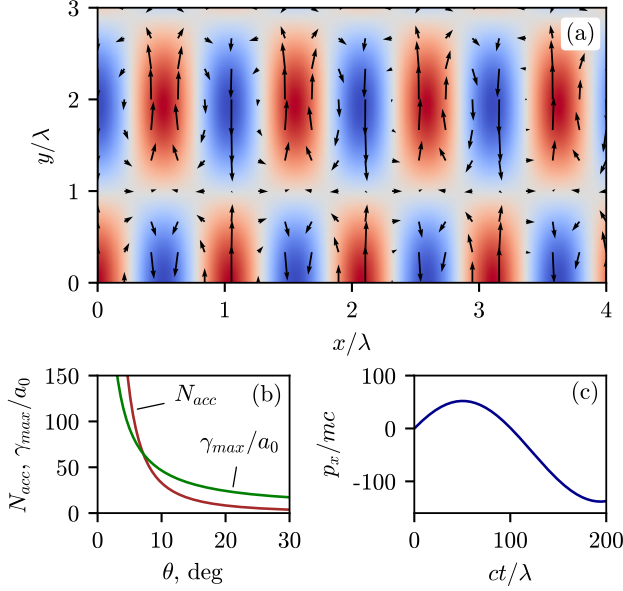 3
2
1
0
y/λ
(a)
0 1 2 3 4
x/λ
150
100
50
0
N_acc, γ_max/a_0
(b)
N_acc
γ_max/a_0
0 10 20 30
θ, deg
100
0
-100
p_x/mc
(c)
0 100 200
ct/λ